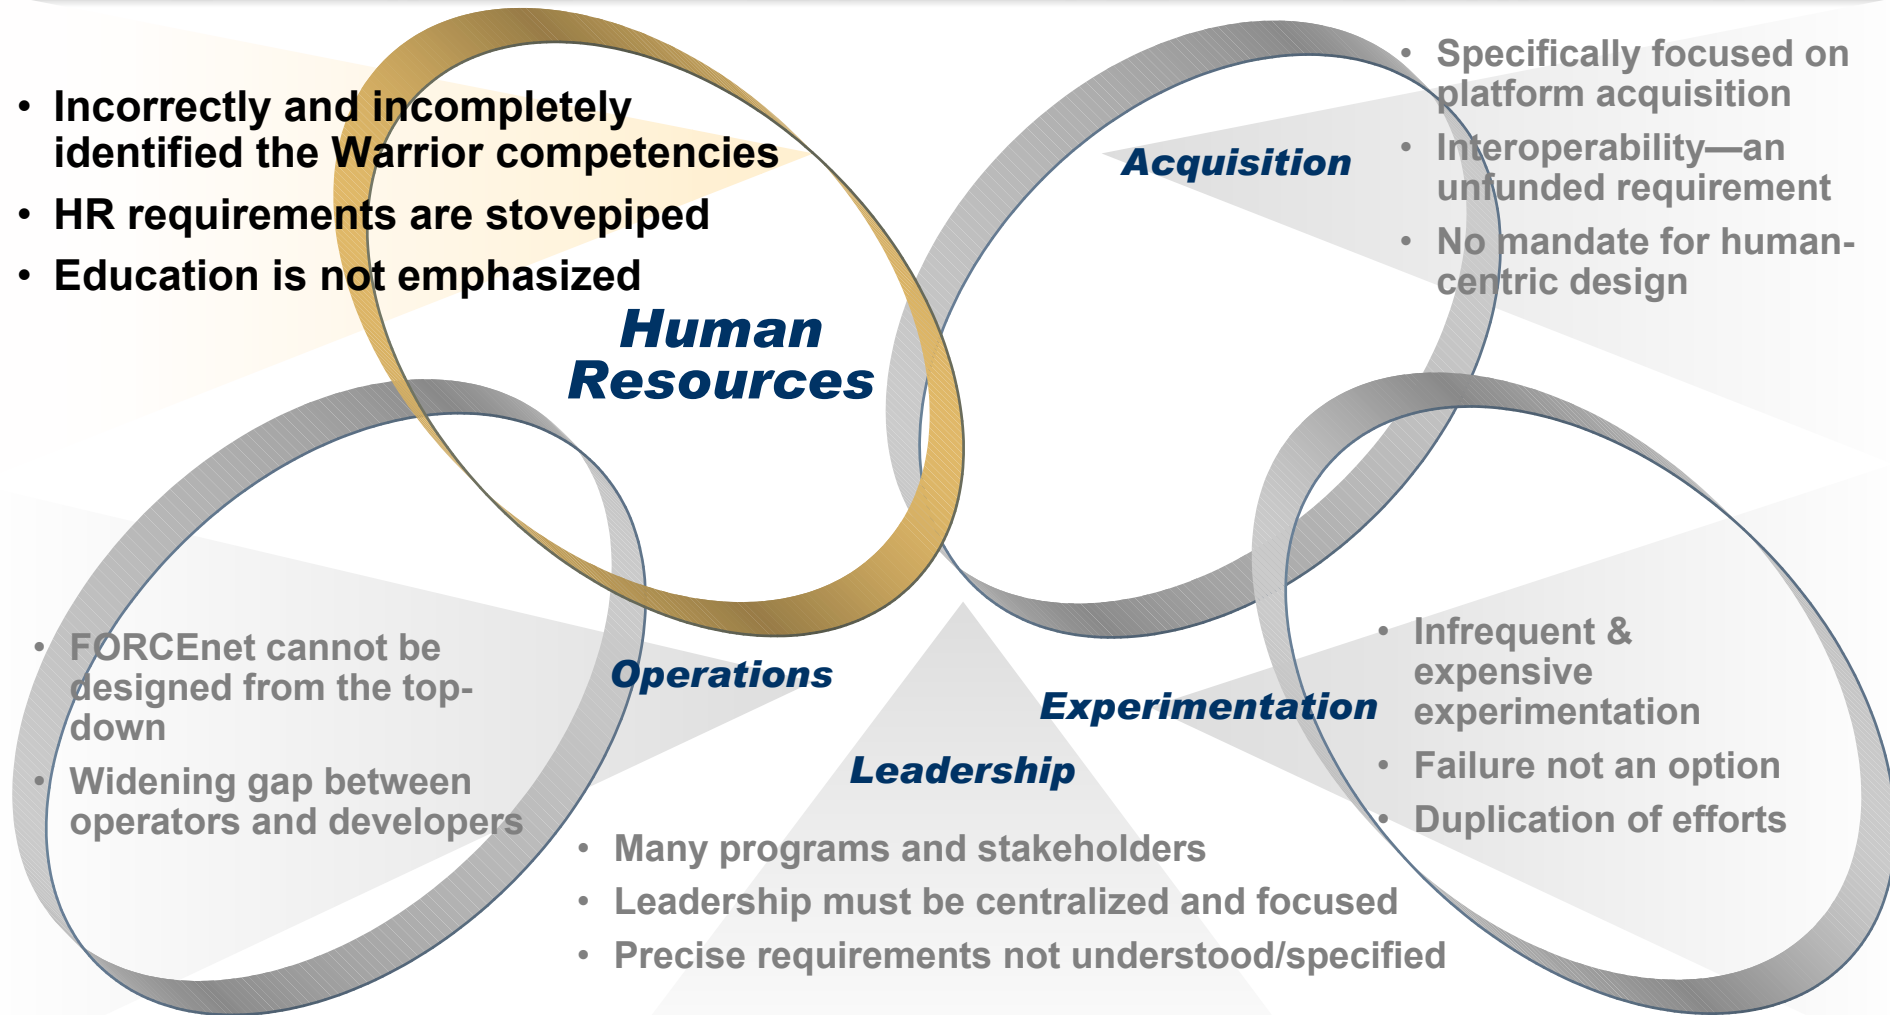 • Incorrectly and incompletely
identified the Warrior competencies
• HR requirements are stovepiped
• Education is not emphasized
Human
Resources
Acquisition
• Specifically focused on
platform acquisition
• Interoperability—an
unfunded requirement
• No mandate for human-
centric design
• FORCEnet cannot be
designed from the top-
down
• Widening gap between
operators and developers
Operations
Leadership
• Many programs and stakeholders
• Leadership must be centralized and focused
• Precise requirements not understood/specified
Experimentation
• Infrequent &
expensive
experimentation
• Failure not an option
• Duplication of efforts